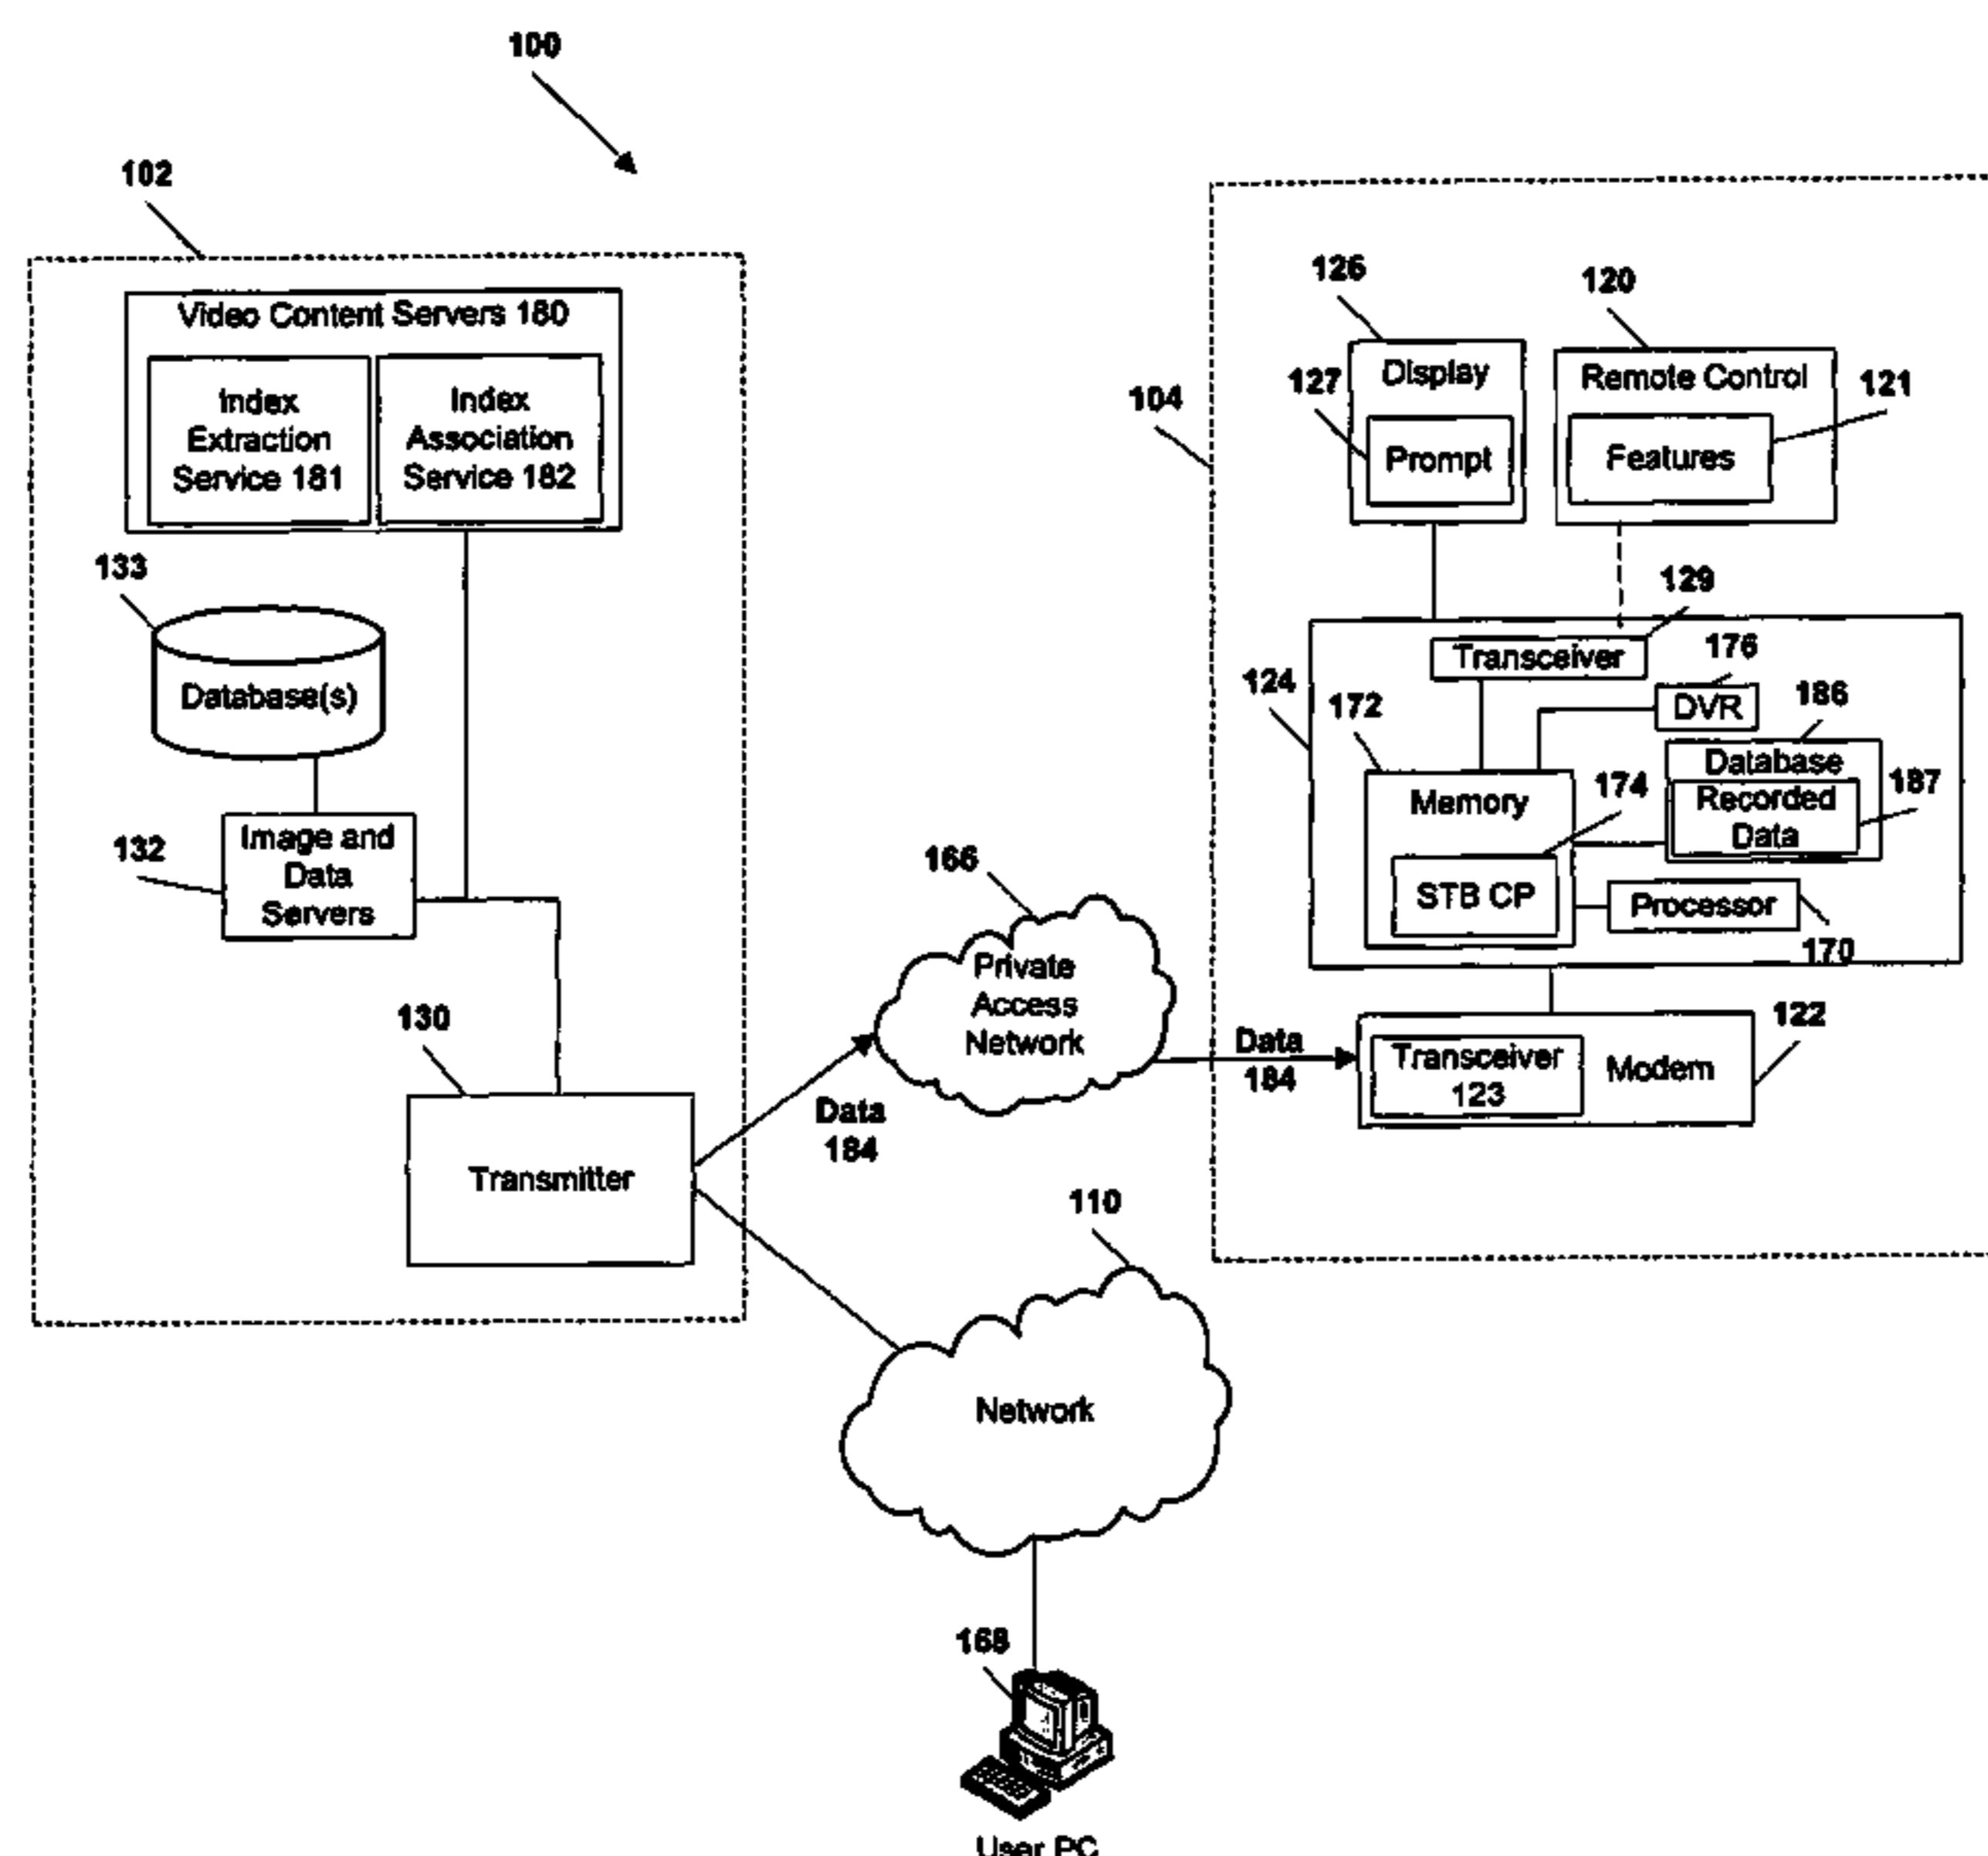 100
102
Video Content Servers 180
Index
Extraction
Service 181
Index
Association
Service 182
133
Database(s)
132
Image and
Data
Servers
130
Transmitter
166
Private
Access
Network
Data
184
Data
184
110
Network
168
User PC
104
126
Display
127
Prompt
120
Remote Control
121
Features
129
Transceiver
124
176
DVR
172
Memory
174
STB CP
186
Database
187
Recorded
Data
Processor
170
122
Transceiver
123
Modem